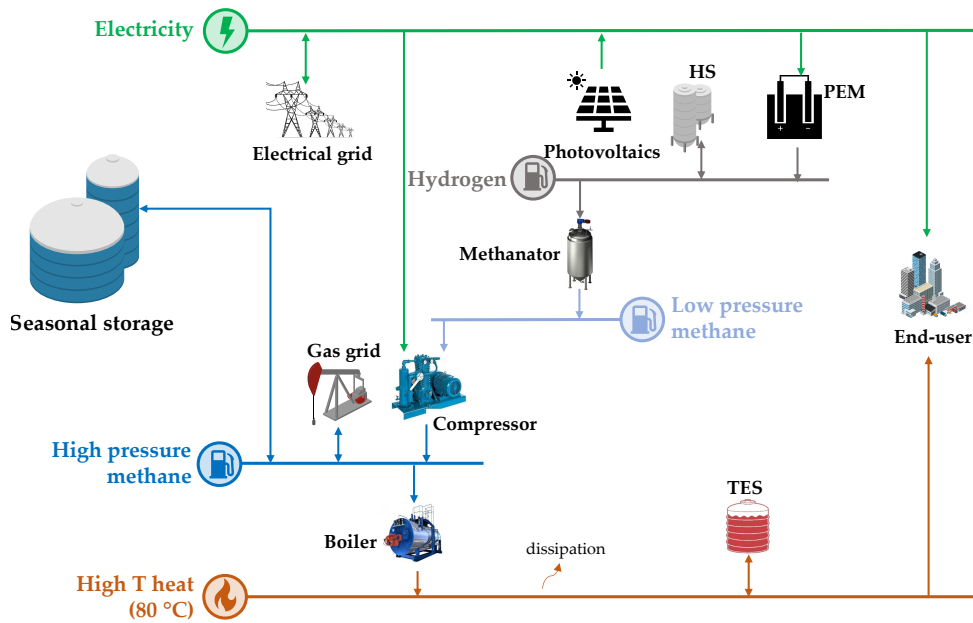 Electricity
HS
PEM
+ −
Electrical grid
Photovoltaics
Hydrogen
Methanator
Seasonal storage
Low pressure
methane
End-user
Gas grid
Compressor
High pressure
methane
TES
Boiler
dissipation
High T heat
(80 °C)